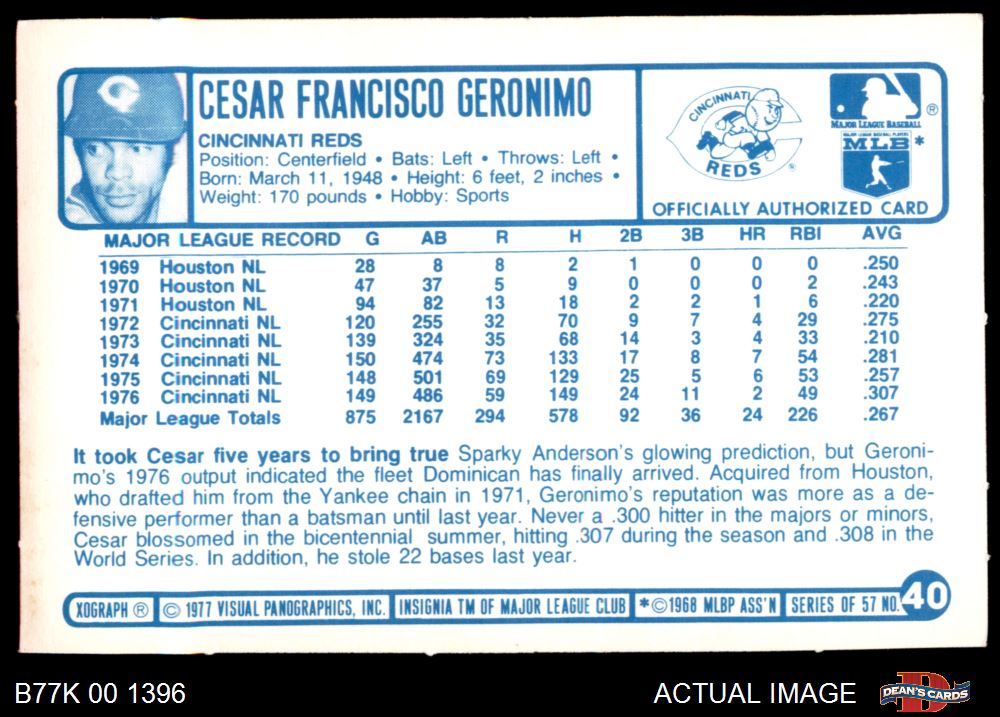 CESAR FRANCISCO GERONIMO
CINCINNATI REDS
Position: Centerfield • Bats: Left • Throws: Left •
Born: March 11, 1948 • Height: 6 feet, 2 inches •
Weight: 170 pounds • Hobby: Sports
CINCINNATI
REDS
®
MAJOR LEAGUE BASEBALL
®
MAJOR LEAGUE BASEBALL PLAYERS
MLB *
OFFICIALLY AUTHORIZED CARD
MAJOR LEAGUE RECORD G AB R H 2B 3B HR RBI AVG
1969 Houston NL 28 8 8 2 1 0 0 0 .250
1970 Houston NL 47 37 5 9 0 0 0 2 .243
1971 Houston NL 94 82 13 18 2 2 1 6 .220
1972 Cincinnati NL 120 255 32 70 9 7 4 29 .275
1973 Cincinnati NL 139 324 35 68 14 3 4 33 .210
1974 Cincinnati NL 150 474 73 133 17 8 7 54 .281
1975 Cincinnati NL 148 501 69 129 25 5 6 53 .257
1976 Cincinnati NL 149 486 59 149 24 11 2 49 .307
Major League Totals 875 2167 294 578 92 36 24 226 .267
It took Cesar five years to bring true Sparky Anderson's glowing prediction, but Geroni-
mo's 1976 output indicated the fleet Dominican has finally arrived. Acquired from Houston,
who drafted him from the Yankee chain in 1971, Geronimo's reputation was more as a de-
fensive performer than a batsman until last year. Never a .300 hitter in the majors or minors,
Cesar blossomed in the bicentennial summer, hitting .307 during the season and .308 in the
World Series. In addition, he stole 22 bases last year.
XOGRAPH ® © 1977 VISUAL PANOGRAPHICS, INC. INSIGNIA TM OF MAJOR LEAGUE CLUB *©1968 MLBP ASS'N SERIES OF 57 NO. 40
B77K 00 1396
ACTUAL IMAGE
DEAN'S CARDS